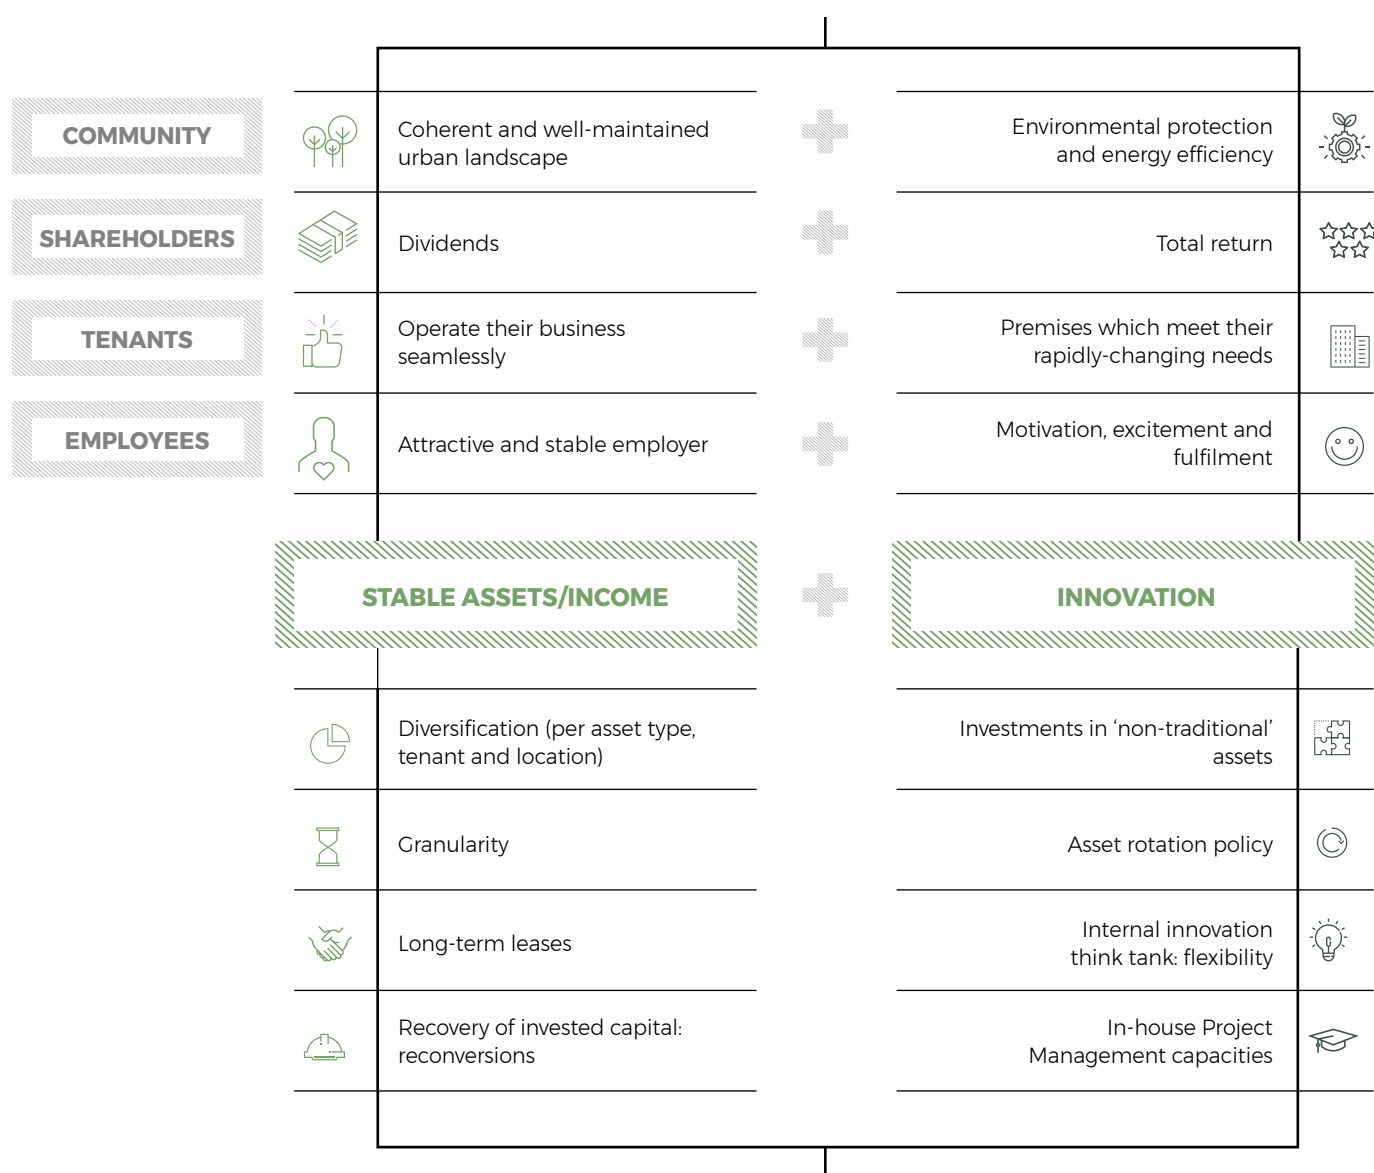 COMMUNITY
Coherent and well-maintained
urban landscape
Environmental protection
and energy efficiency
SHAREHOLDERS
Dividends
Total return
TENANTS
Operate their business
seamlessly
Premises which meet their
rapidly-changing needs
EMPLOYEES
Attractive and stable employer
Motivation, excitement and
fulfilment
STABLE ASSETS/INCOME
INNOVATION
Diversification (per asset type,
tenant and location)
Investments in ‘non-traditional’
assets
Granularity
Asset rotation policy
Long-term leases
Internal innovation
think tank: flexibility
Recovery of invested capital:
reconversions
In-house Project
Management capacities